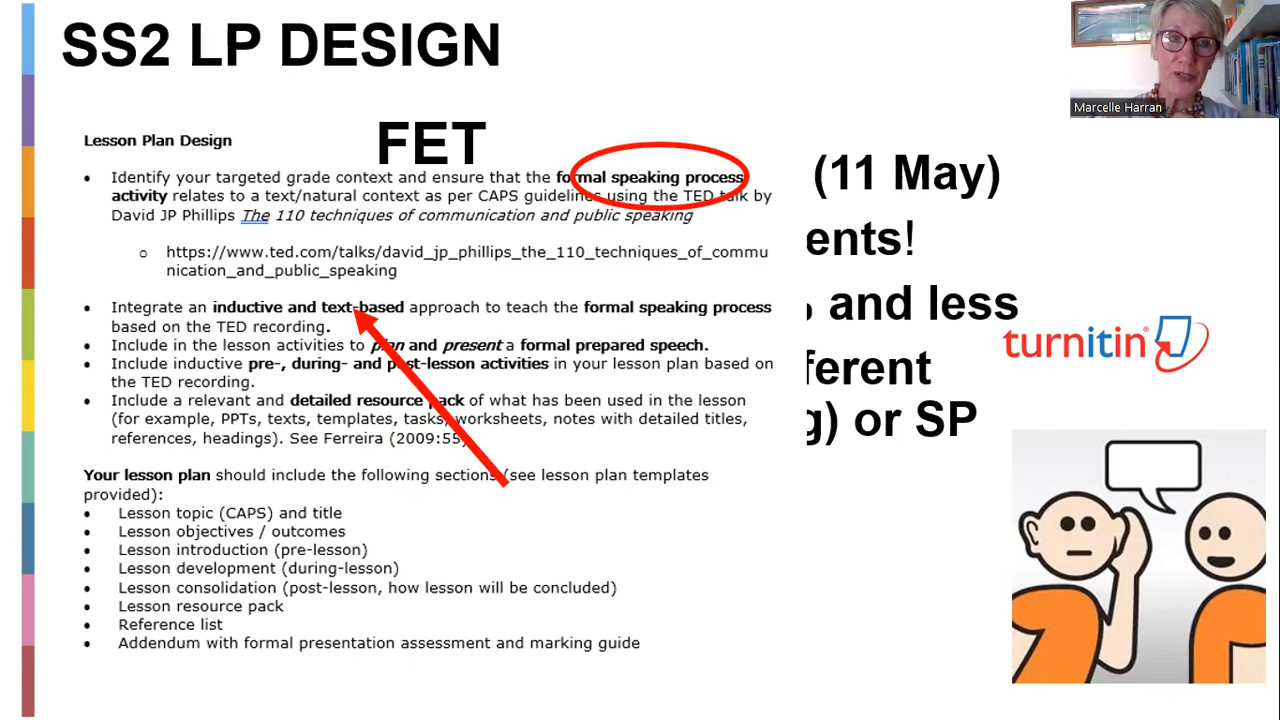 SS2 LP DESIGN
Marcelle Harran
FET
Lesson Plan Design
• Identify your targeted grade context and ensure that the formal speaking process
activity relates to a text/natural context as per CAPS guidelines using the TED talk by
David JP Phillips The 110 techniques of communication and public speaking
o https://www.ted.com/talks/david_jp_phillips_the_110_techniques_of_commu
nication_and_public_speaking
• Integrate an inductive and text-based approach to teach the formal speaking process
based on the TED recording.
• Include in the lesson activities to plan and present a formal prepared speech.
• Include inductive pre-, during- and post-lesson activities in your lesson plan based on
the TED recording.
• Include a relevant and detailed resource pack of what has been used in the lesson
(for example, PPTs, texts, templates, tasks, worksheets, notes with detailed titles,
references, headings). See Ferreira (2009:55)
Your lesson plan should include the following sections (see lesson plan templates
provided):
• Lesson topic (CAPS) and title
• Lesson objectives / outcomes
• Lesson introduction (pre-lesson)
• Lesson development (during-lesson)
• Lesson consolidation (post-lesson, how lesson will be concluded)
• Lesson resource pack
• Reference list
• Addendum with formal presentation assessment and marking guide
(11 May)
ents!
and less
ferent
g) or SP
turnitin